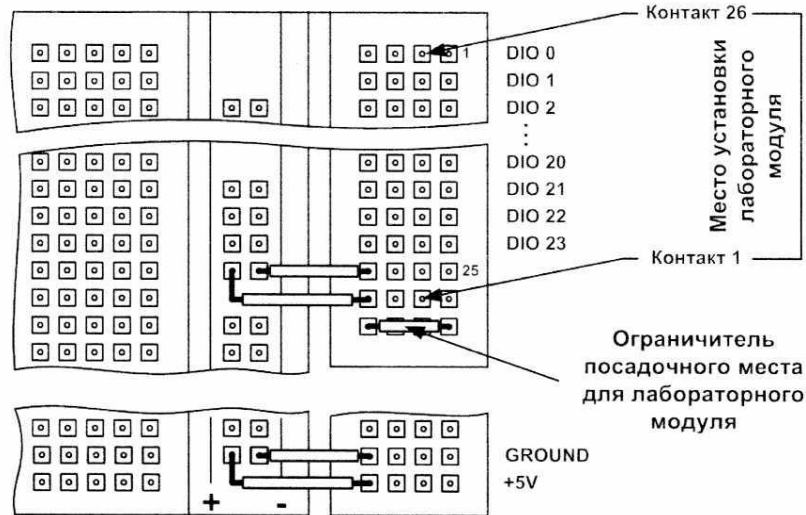 Контакт 26
1
DIO 0
DIO 1
DIO 2
DIO 20
DIO 21
DIO 22
DIO 23
25
Место установки
лабораторного
модуля
Контакт 1
Ограничитель
посадочного места
для лабораторного
модуля
GROUND
+5V
+ -